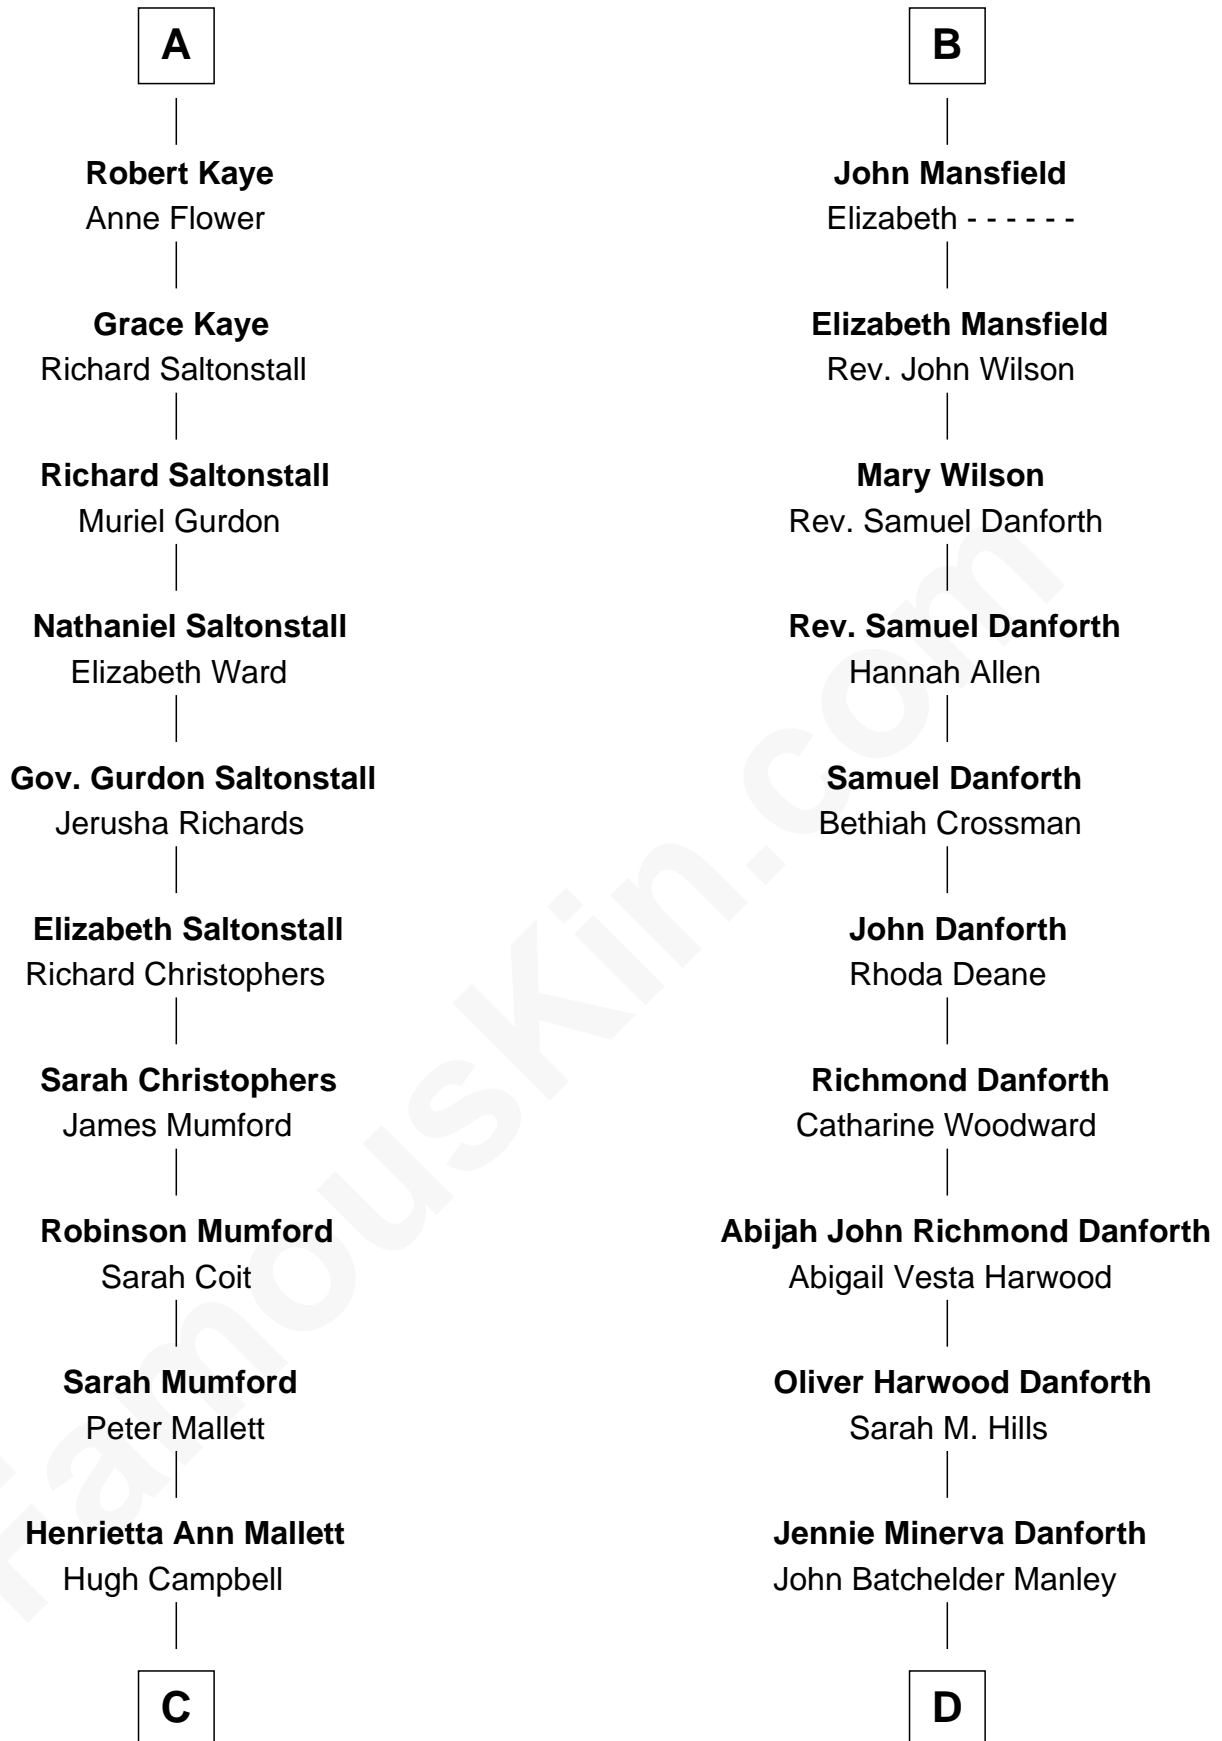 A
Robert Kaye
Anne Flower
Grace Kaye
Richard Saltonstall
Richard Saltonstall
Muriel Gurdon
Nathaniel Saltonstall
Elizabeth Ward
Gov. Gurdon Saltonstall
Jerusha Richards
Elizabeth Saltonstall
Richard Christophers
Sarah Christophers
James Mumford
Robinson Mumford
Sarah Coit
Sarah Mumford
Peter Mallett
Henrietta Ann Mallett
Hugh Campbell
C
B
John Mansfield
Elizabeth - - - - - -
Elizabeth Mansfield
Rev. John Wilson
Mary Wilson
Rev. Samuel Danforth
Rev. Samuel Danforth
Hannah Allen
Samuel Danforth
Bethiah Crossman
John Danforth
Rhoda Deane
Richmond Danforth
Catharine Woodward
Abijah John Richmond Danforth
Abigail Vesta Harwood
Oliver Harwood Danforth
Sarah M. Hills
Jennie Minerva Danforth
John Batchelder Manley
D
FamousKin.com